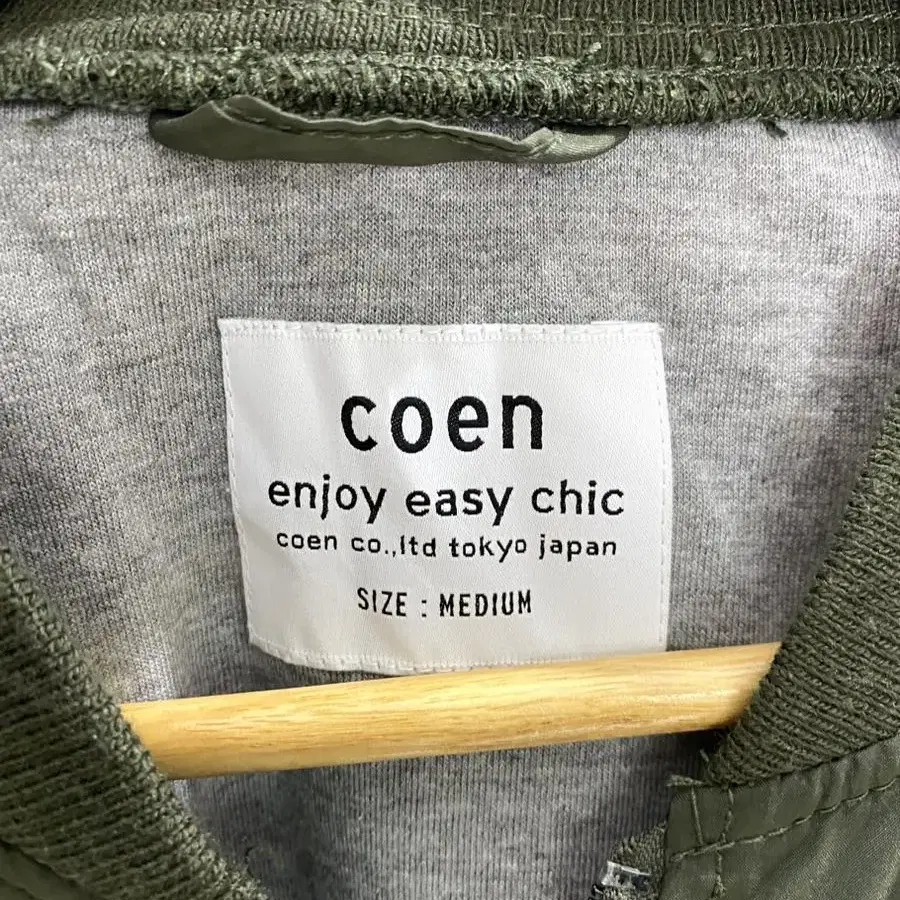 coen
enjoy easy chic
coen co.,ltd tokyo japan
SIZE : MEDIUM